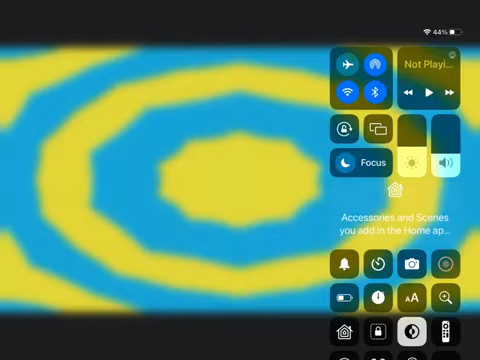 44%
Not Playi...
Focus
Accessories and Scenes
you add in the Home ap...
AA